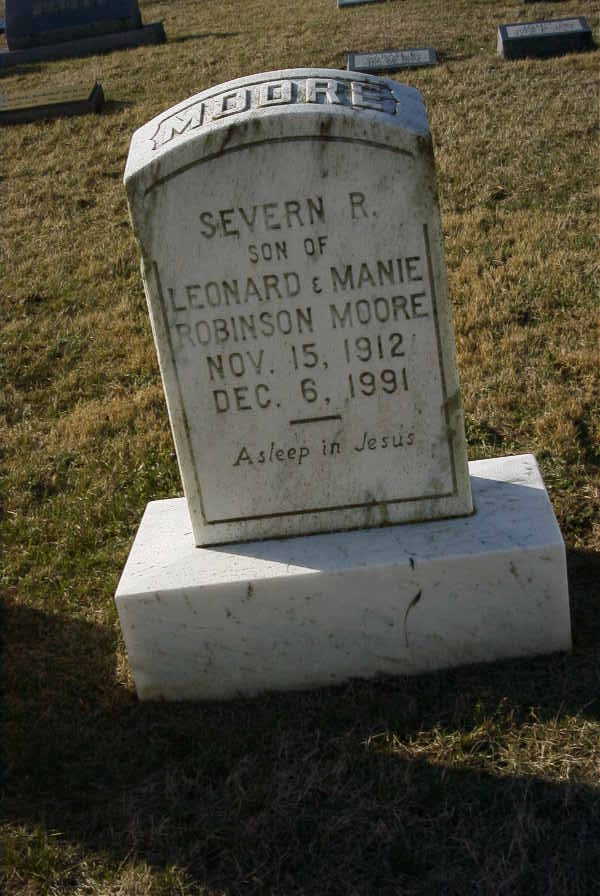 MOORE
SEVERN R.
SON OF
LEONARD & MANIE
ROBINSON MOORE
NOV. 15, 1912
DEC. 6, 1991
Asleep in Jesus